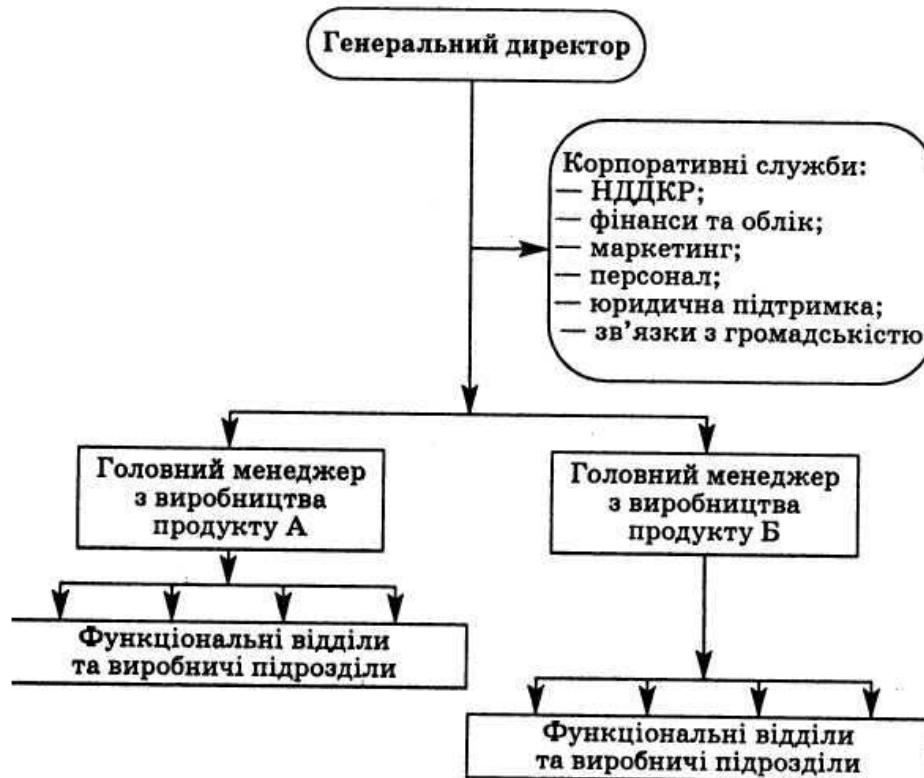 Генеральний директор
Корпоративні служби:
— НДДКР;
— фінанси та облік;
— маркетинг;
— персонал;
— юридична підтримка;
— зв'язки з громадськістю
Головний менеджер
з виробництва
продукту А
Головний менеджер
з виробництва
продукту Б
Функціональні відділи
та виробничі підрозділи
Функціональні відділи
та виробничі підрозділи